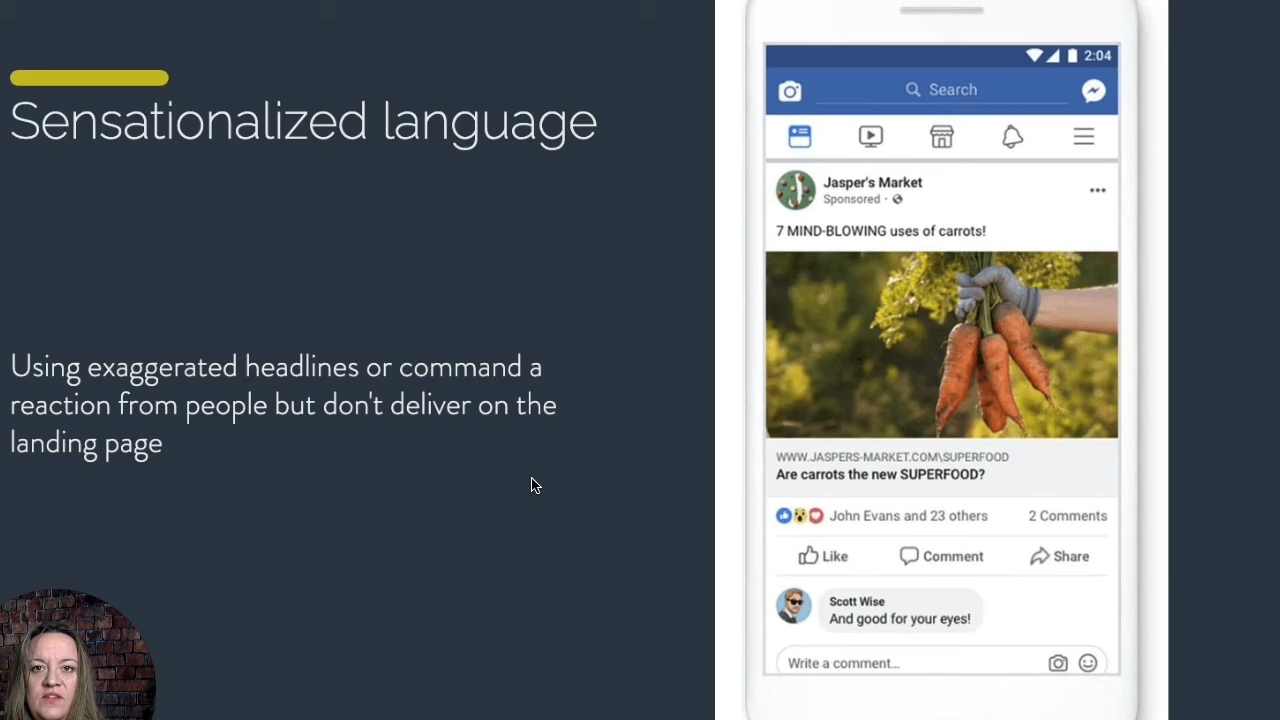 Sensationalized language
Using exaggerated headlines or command a
reaction from people but don't deliver on the
landing page
2:04
Search
Jasper's Market
Sponsored ·
7 MIND-BLOWING uses of carrots!
WWW.JASPERS-MARKET.COM\SUPERFOOD
Are carrots the new SUPERFOOD?
John Evans and 23 others 2 Comments
Like Comment Share
Scott Wise
And good for your eyes!
Write a comment...